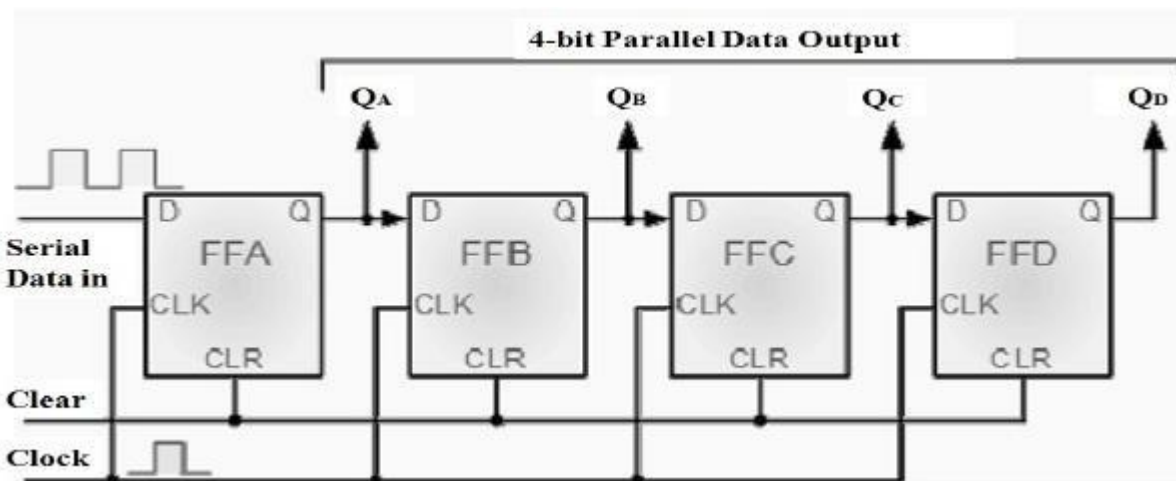 4-bit Parallel Data Output
QA QB QC QD
D Q D Q D Q D Q
Serial
Data in
FFA FFB FFC FFD
CLK CLK CLK CLK
CLR CLR CLR CLR
Clear
Clock